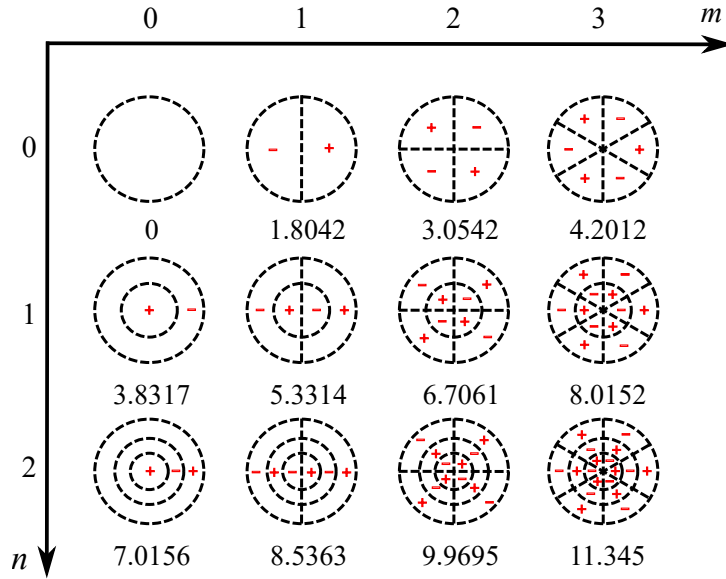 0 1 2 3 m
0
- + + - - + + - - + + -
0 1.8042 3.0542 4.2012
1
3.8317 5.3314 6.7061 8.0152
2
7.0156 8.5363 9.9695 11.345
n